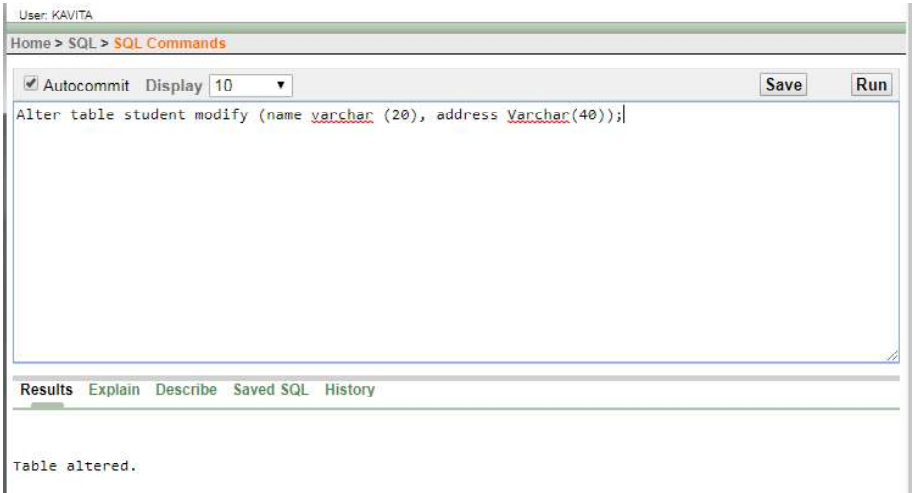 User: KAVITA
Home > SQL > SQL Commands
Autocommit Display 10 Save Run
Alter table student modify (name varchar (20), address Varchar(40));
Results Explain Describe Saved SQL History
Table altered.